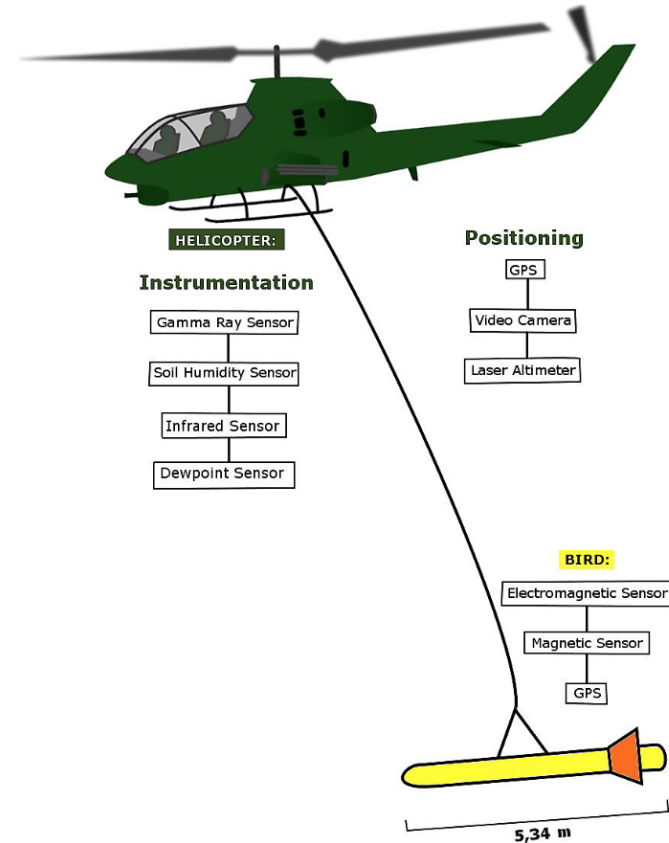 HELICOPTER:
Instrumentation
Gamma Ray Sensor
Soil Humidity Sensor
Infrared Sensor
Dewpoint Sensor
Positioning
GPS
Video Camera
Laser Altimeter
BIRD:
Electromagnetic Sensor
Magnetic Sensor
GPS
5,34 m